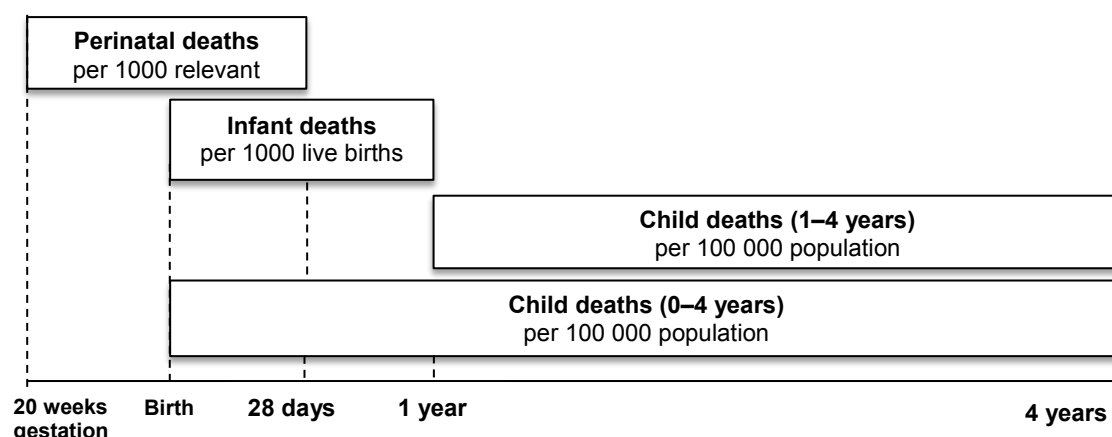 Perinatal deaths
per 1000 relevant
Infant deaths
per 1000 live births
Child deaths (1–4 years)
per 100 000 population
Child deaths (0–4 years)
per 100 000 population
20 weeks
gestation
Birth
28 days
1 year
4 years